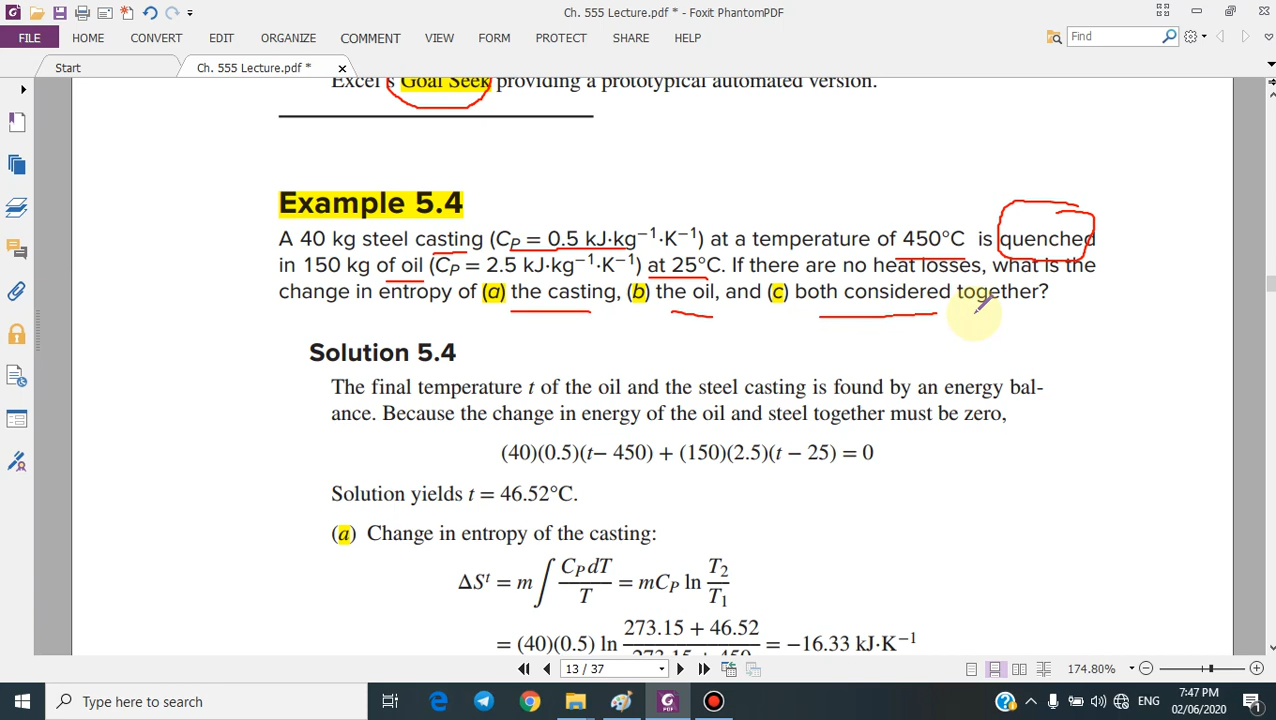 Ch. 555 Lecture.pdf * - Foxit PhantomPDF
FILE HOME CONVERT EDIT ORGANIZE COMMENT VIEW FORM PROTECT SHARE HELP Find
Start Ch. 555 Lecture.pdf *
Excel's Goal Seek providing a prototypical automated version.
Example 5.4
A 40 kg steel casting (C_P = 0.5 kJ·kg⁻¹·K⁻¹) at a temperature of 450°C is quenched
in 150 kg of oil (C_P = 2.5 kJ·kg⁻¹·K⁻¹) at 25°C. If there are no heat losses, what is the
change in entropy of (a) the casting, (b) the oil, and (c) both considered together?
Solution 5.4
The final temperature t of the oil and the steel casting is found by an energy bal-
ance. Because the change in energy of the oil and steel together must be zero,
(40)(0.5)(t− 450) + (150)(2.5)(t − 25) = 0
Solution yields t = 46.52°C.
(a) Change in entropy of the casting:
ΔSᵗ = m ∫ C_P dT / T = mC_P ln T₂ / T₁
= (40)(0.5) ln 273.15 + 46.52 / 273.15 + 450 = −16.33 kJ·K⁻¹
13 / 37 174.80%
Type here to search ENG 7:47 PM
02/06/2020 1